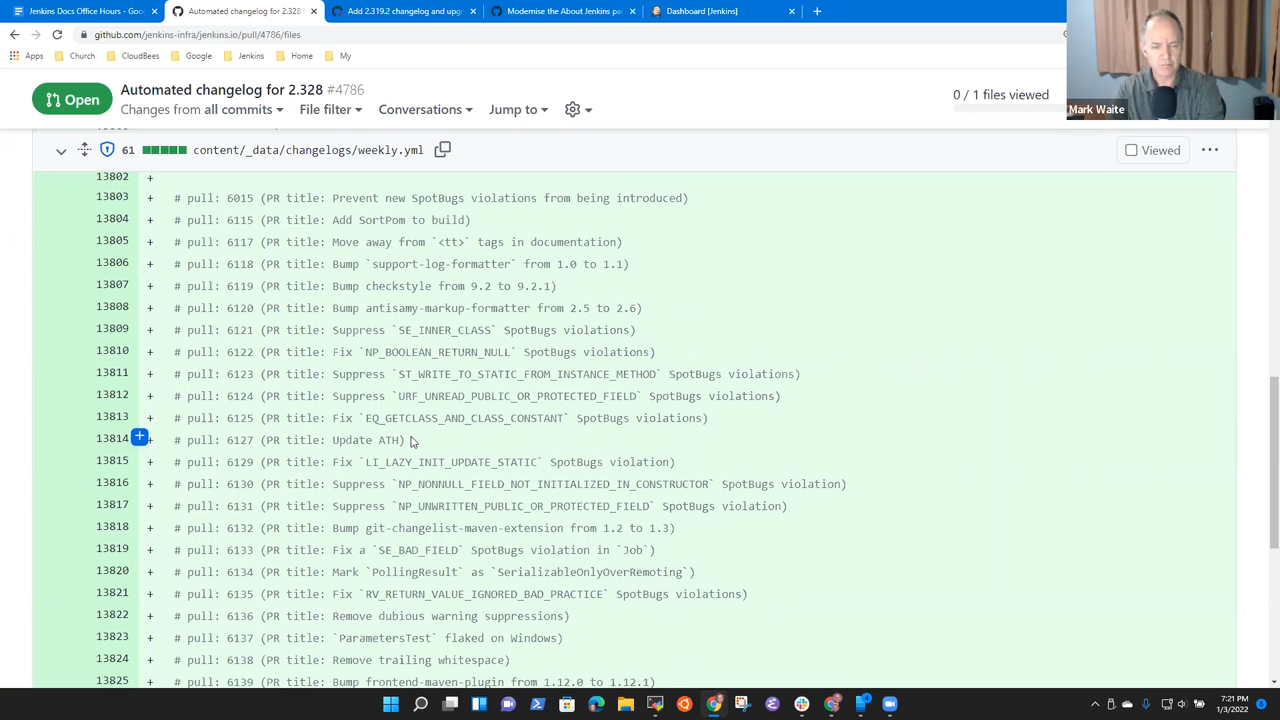 Jenkins Docs Office Hours - Goo
Automated changelog for 2.328
Add 2.319.2 changelog and upgr
Modernise the About Jenkins pag
Dashboard [Jenkins]
github.com/jenkins-infra/jenkins.io/pull/4786/files
Apps Church CloudBees Google Jenkins Home My
Open
Automated changelog for 2.328 #4786
Changes from all commits File filter Conversations Jump to
0 / 1 files viewed
Mark Waite
61 content/_data/changelogs/weekly.yml Viewed
13802 +
13803 + # pull: 6015 (PR title: Prevent new SpotBugs violations from being introduced)
13804 + # pull: 6115 (PR title: Add SortPom to build)
13805 + # pull: 6117 (PR title: Move away from `<tt>` tags in documentation)
13806 + # pull: 6118 (PR title: Bump `support-log-formatter` from 1.0 to 1.1)
13807 + # pull: 6119 (PR title: Bump checkstyle from 9.2 to 9.2.1)
13808 + # pull: 6120 (PR title: Bump antisamy-markup-formatter from 2.5 to 2.6)
13809 + # pull: 6121 (PR title: Suppress `SE_INNER_CLASS` SpotBugs violations)
13810 + # pull: 6122 (PR title: Fix `NP_BOOLEAN_RETURN_NULL` SpotBugs violations)
13811 + # pull: 6123 (PR title: Suppress `ST_WRITE_TO_STATIC_FROM_INSTANCE_METHOD` SpotBugs violations)
13812 + # pull: 6124 (PR title: Suppress `URF_UNREAD_PUBLIC_OR_PROTECTED_FIELD` SpotBugs violations)
13813 + # pull: 6125 (PR title: Fix `EQ_GETCLASS_AND_CLASS_CONSTANT` SpotBugs violations)
13814 + # pull: 6127 (PR title: Update ATH)
13815 + # pull: 6129 (PR title: Fix `LI_LAZY_INIT_UPDATE_STATIC` SpotBugs violation)
13816 + # pull: 6130 (PR title: Suppress `NP_NONNULL_FIELD_NOT_INITIALIZED_IN_CONSTRUCTOR` SpotBugs violation)
13817 + # pull: 6131 (PR title: Suppress `NP_UNWRITTEN_PUBLIC_OR_PROTECTED_FIELD` SpotBugs violation)
13818 + # pull: 6132 (PR title: Bump git-changelist-maven-extension from 1.2 to 1.3)
13819 + # pull: 6133 (PR title: Fix a `SE_BAD_FIELD` SpotBugs violation in `Job`)
13820 + # pull: 6134 (PR title: Mark `PollingResult` as `SerializableOnlyOverRemoting`)
13821 + # pull: 6135 (PR title: Fix `RV_RETURN_VALUE_IGNORED_BAD_PRACTICE` SpotBugs violations)
13822 + # pull: 6136 (PR title: Remove dubious warning suppressions)
13823 + # pull: 6137 (PR title: `ParametersTest` flaked on Windows)
13824 + # pull: 6138 (PR title: Remove trailing whitespace)
13825 + # pull: 6139 (PR title: Bump frontend-maven-plugin from 1.12.0 to 1.12.1)
7:21 PM
1/3/2022